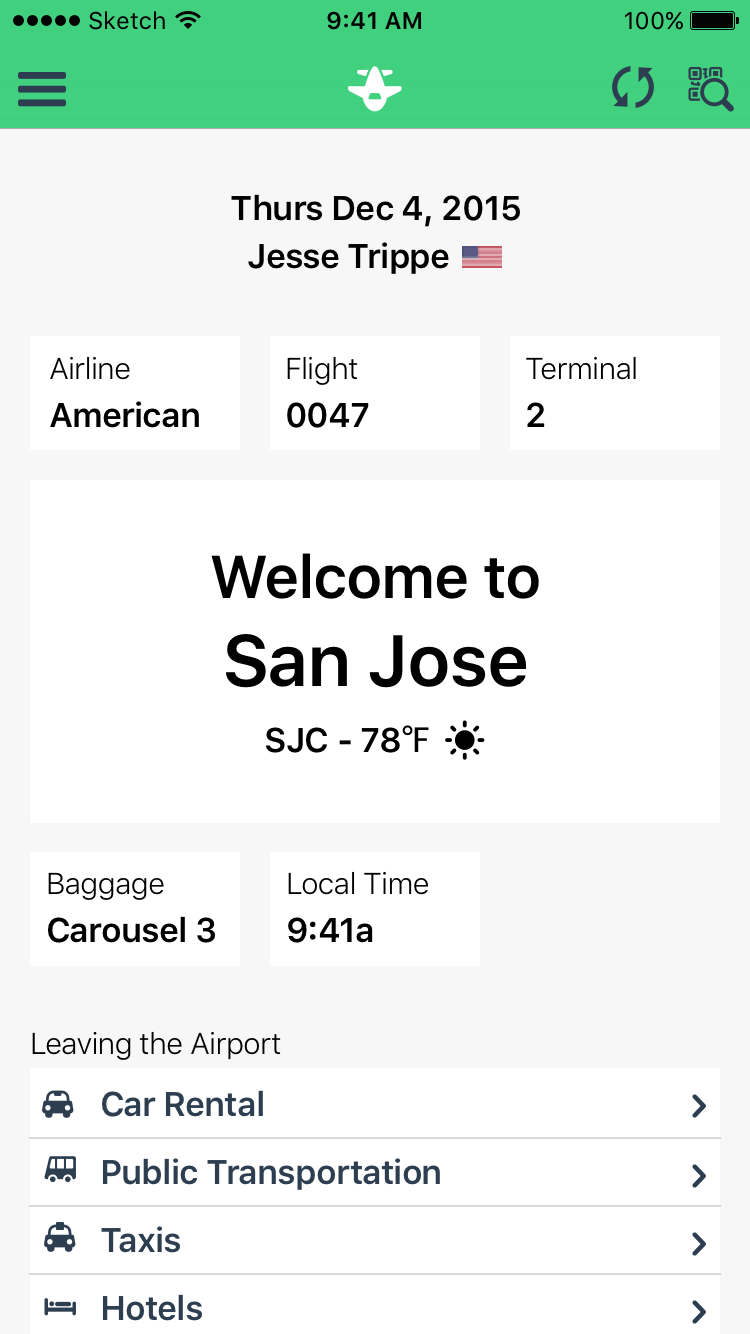 Sketch 9:41 AM 100%
Thurs Dec 4, 2015
Jesse Trippe
Airline Flight Terminal
American 0047 2
Welcome to
San Jose
SJC - 78°F
Baggage Local Time
Carousel 3 9:41a
Leaving the Airport
Car Rental
Public Transportation
Taxis
Hotels